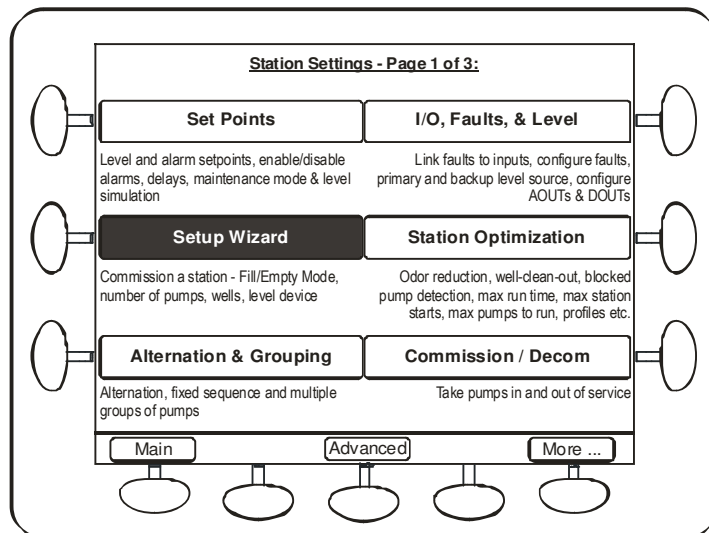 Station Settings - Page 1 of 3:
Set Points
I/O, Faults, & Level
Level and alarm setpoints, enable/disable
alarms, delays, maintenance mode & level
simulation
Link faults to inputs, configure faults,
primary and backup level source, configure
AOUTs & DOUTs
Setup Wizard
Station Optimization
Commission a station - Fill/Empty Mode,
number of pumps, wells, level device
Odor reduction, well-clean-out, blocked
pump detection, max run time, max station
starts, max pumps to run, profiles etc.
Alternation & Grouping
Commission / Decom
Alternation, fixed sequence and multiple
groups of pumps
Take pumps in and out of service
Main
Advanced
More ...